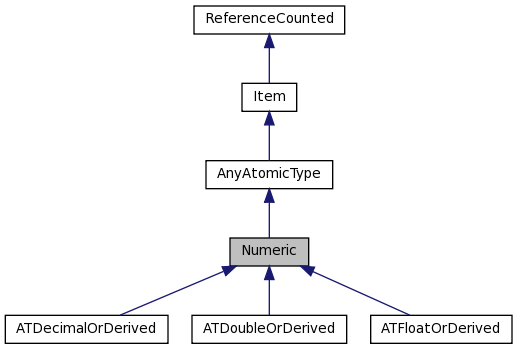 ReferenceCounted
Item
AnyAtomicType
Numeric
ATDecimalOrDerived
ATDoubleOrDerived
ATFloatOrDerived